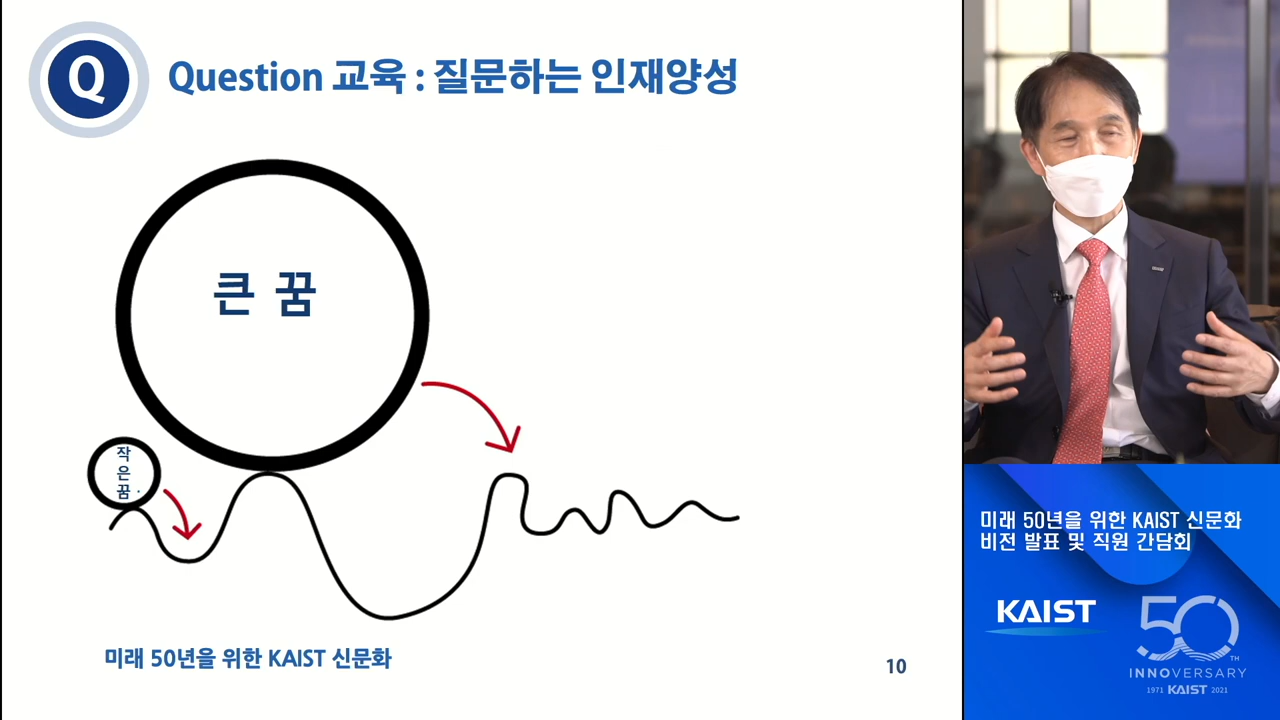 Q
Question 교육 : 질문하는 인재양성
큰 꿈
작
은
꿈
미래 50년을 위한 KAIST 신문화
10
미래 50년을 위한 KAIST 신문화
비전 발표 및 직원 간담회
KAIST
50TH
INNOVERSARY
1971 KAIST 2021